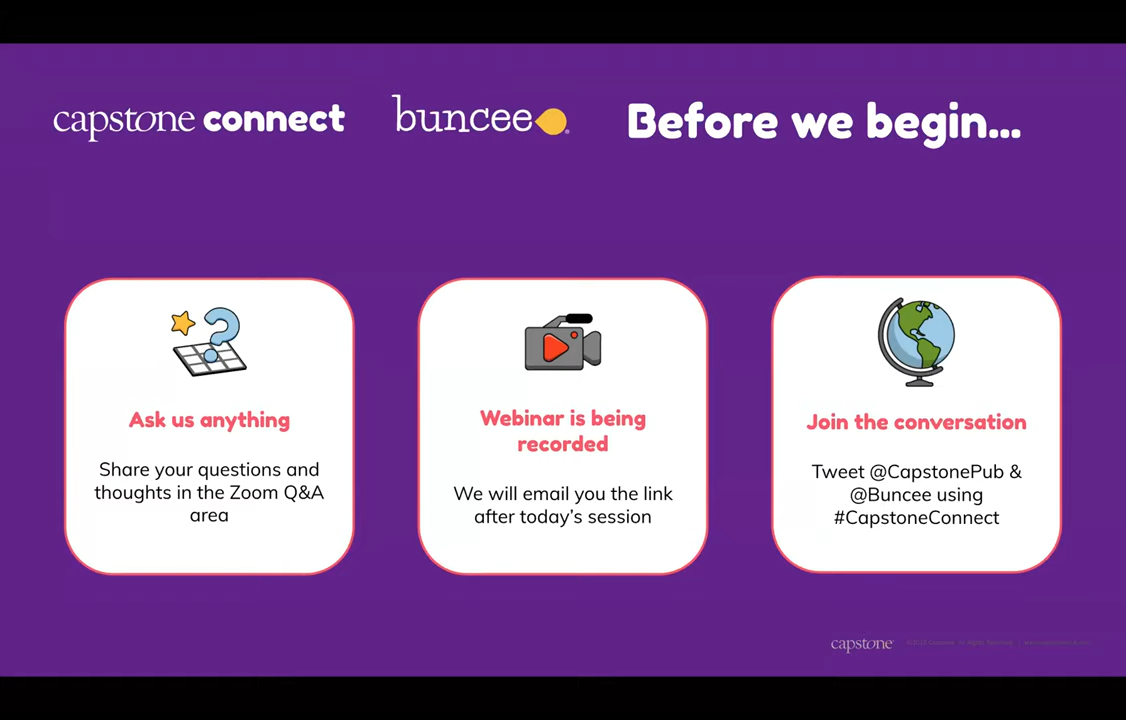 capstone connect
buncee
Before we begin...
Ask us anything
Share your questions and
thoughts in the Zoom Q&A
area
Webinar is being
recorded
We will email you the link
after today's session
Join the conversation
Tweet @CapstonePub &
@Buncee using
#CapstoneConnect
capstone